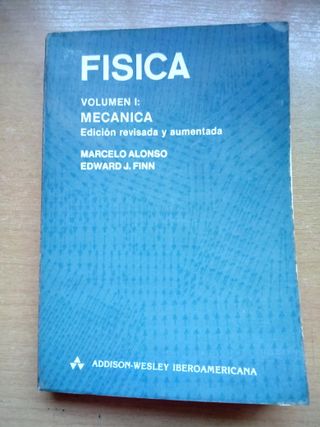 FISICA
VOLUMEN I:
MECANICA
Edición revisada y aumentada
MARCELO ALONSO
EDWARD J. FINN
ADDISON-WESLEY IBEROAMERICANA